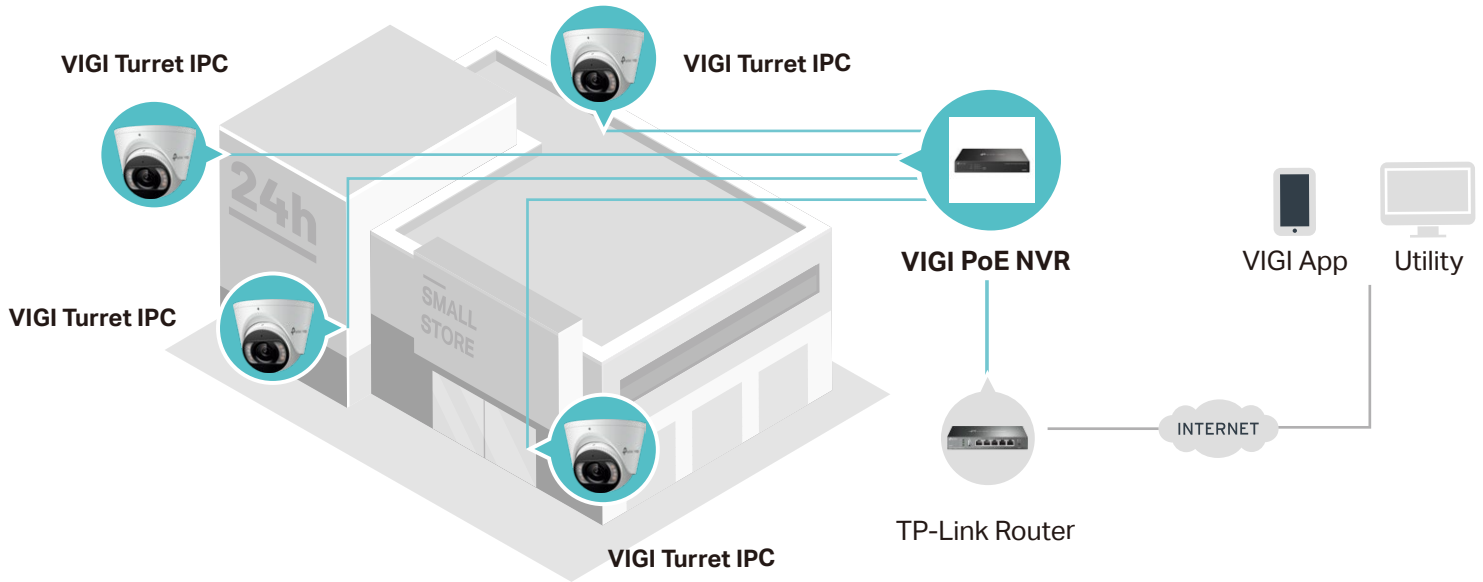 VIGI Turret IPC
VIGI Turret IPC
24h
VIGI PoE NVR
VIGI App
Utility
VIGI Turret IPC
SMALL
STORE
INTERNET
TP-Link Router
VIGI Turret IPC